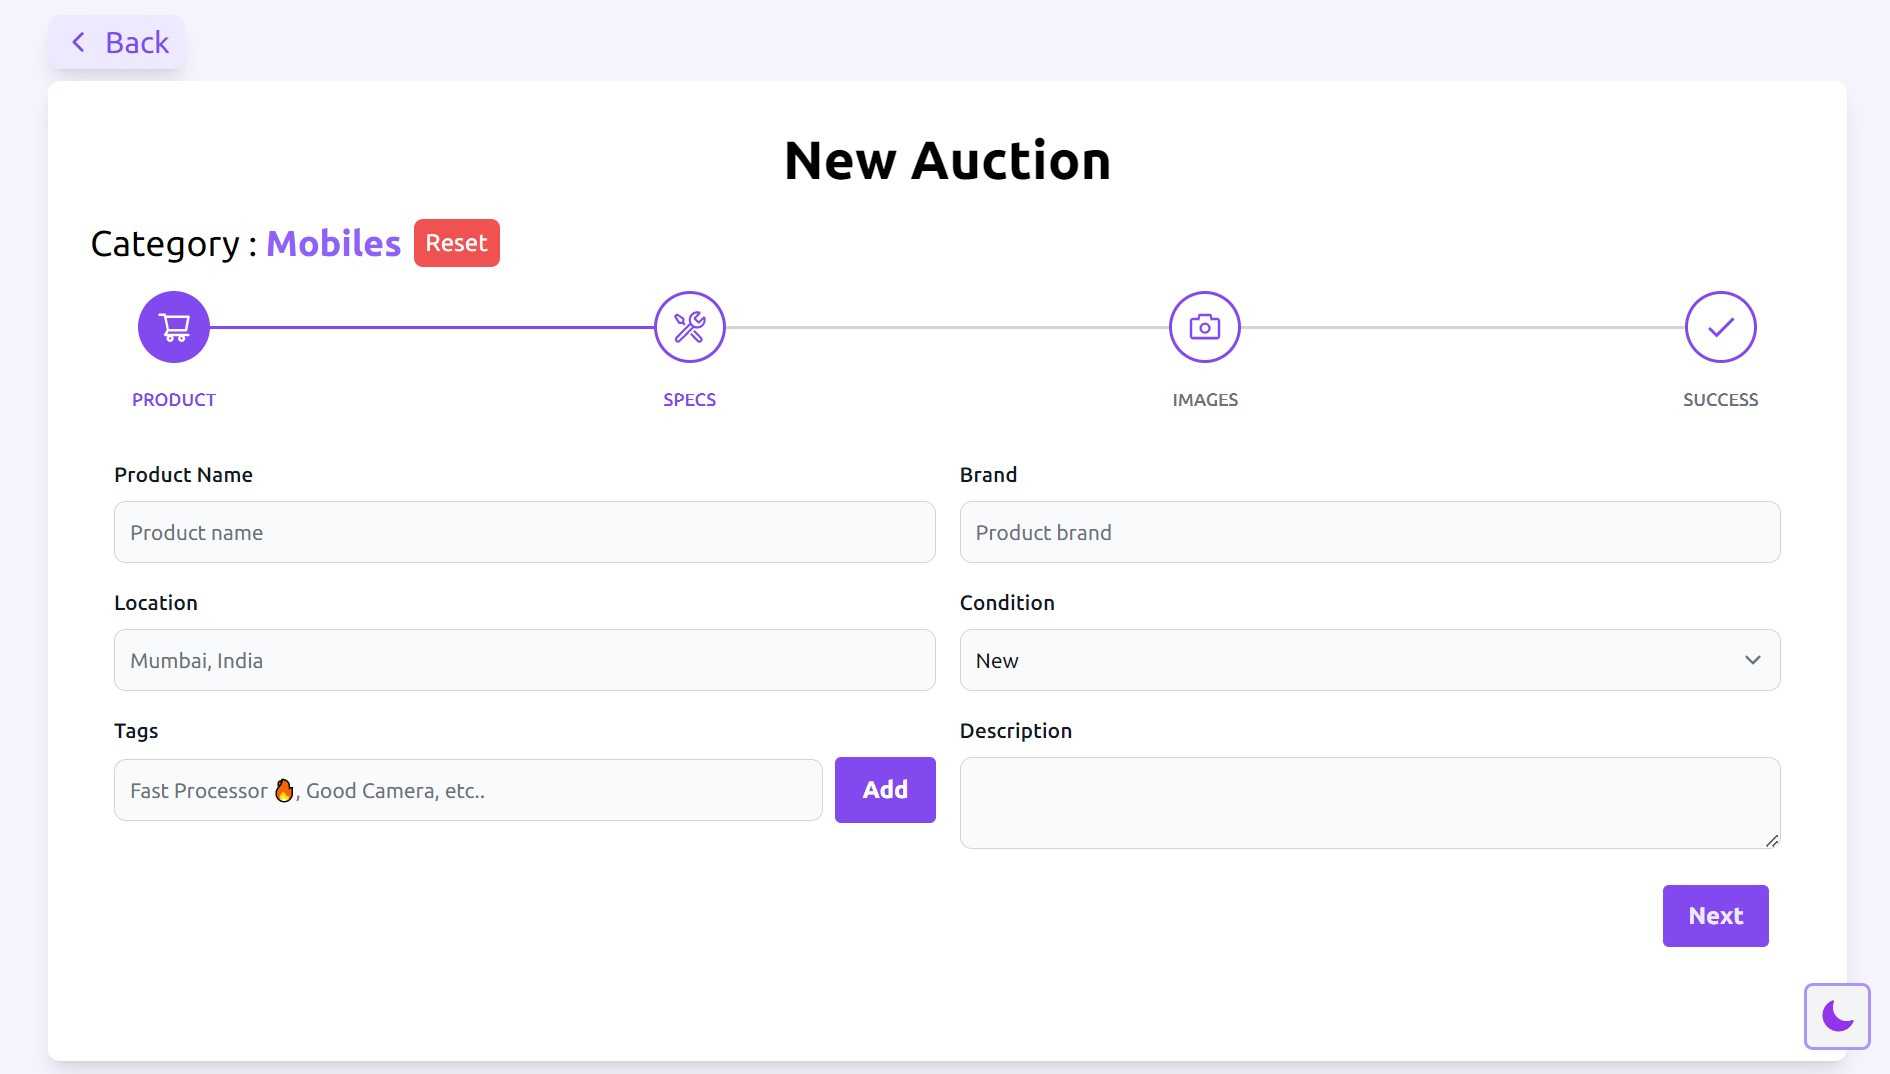 Back
New Auction
Category : Mobiles Reset
PRODUCT SPECS IMAGES SUCCESS
Product Name Brand
Product name Product brand
Location Condition
Mumbai, India New
Tags Description
Fast Processor 🔥, Good Camera, etc.. Add
Next